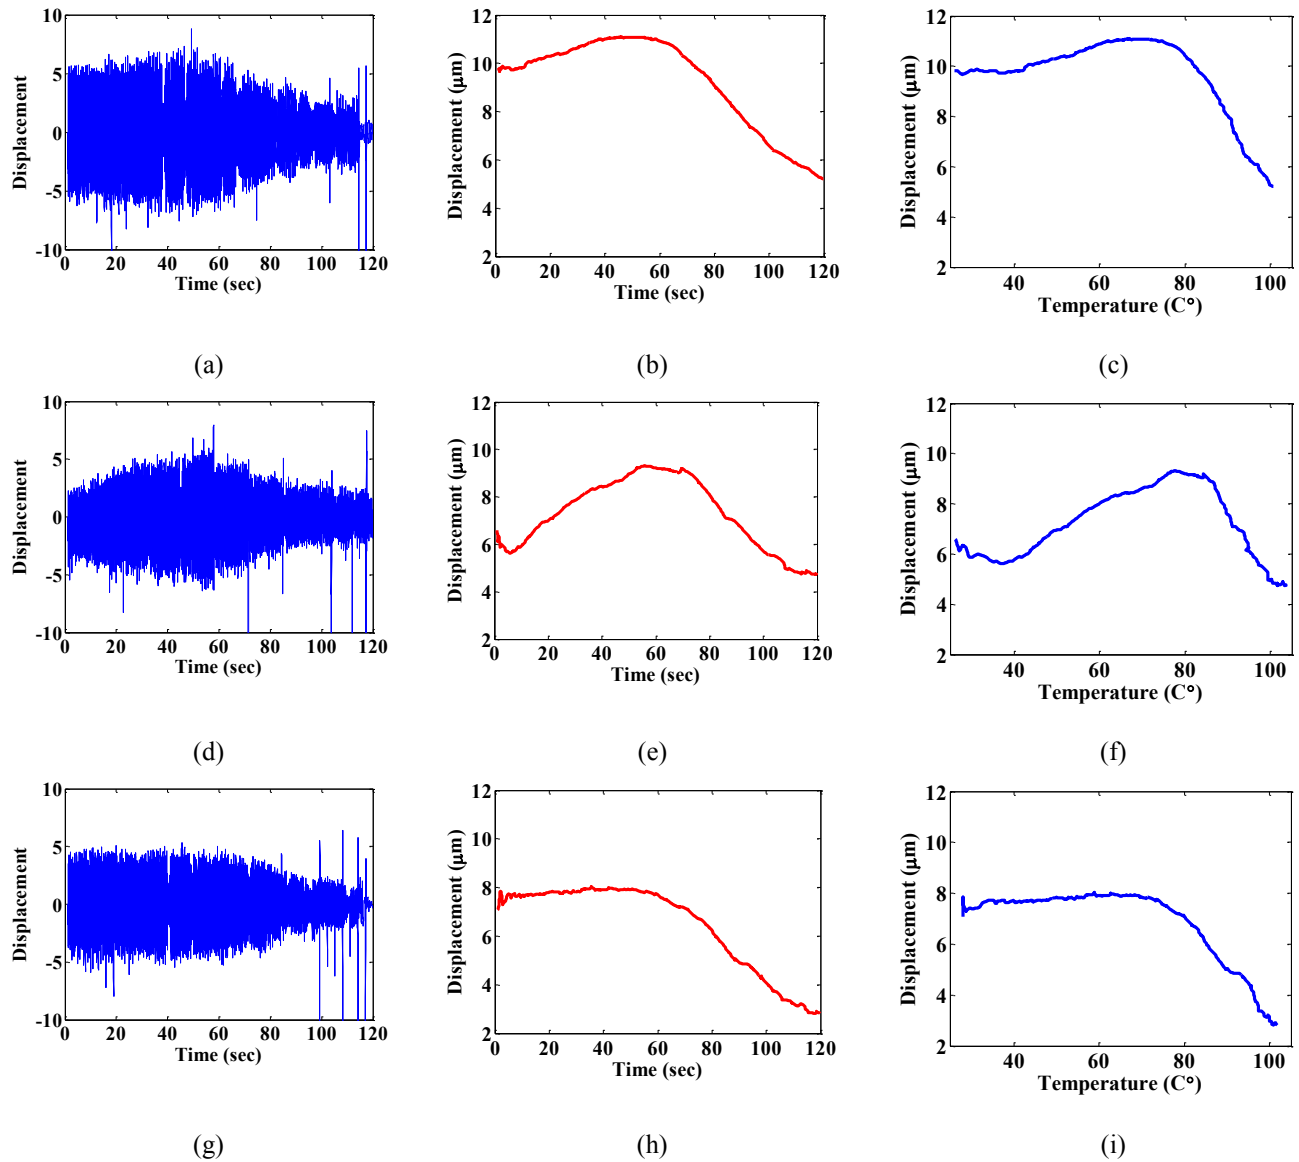 10
5
0
-5
-10
Displacement
0 20 40 60 80 100 120
Time (sec)
(a)
12
10
8
6
4
2
Displacement (μm)
0 20 40 60 80 100 120
Time (sec)
(b)
12
10
8
6
4
2
Displacement (μm)
40 60 80 100
Temperature (C°)
(c)
10
5
0
-5
-10
Displacement
0 20 40 60 80 100 120
Time (sec)
(d)
12
10
8
6
4
2
Displacement (μm)
0 20 40 60 80 100 120
Time (sec)
(e)
12
10
8
6
4
2
Displacement (μm)
40 60 80 100
Temperature (C°)
(f)
10
5
0
-5
-10
Displacement
0 20 40 60 80 100 120
Time (sec)
(g)
12
10
8
6
4
2
Displacement (μm)
0 20 40 60 80 100 120
Time (sec)
(h)
12
10
8
6
4
2
Displacement (μm)
40 60 80 100
Temperature (C°)
(i)